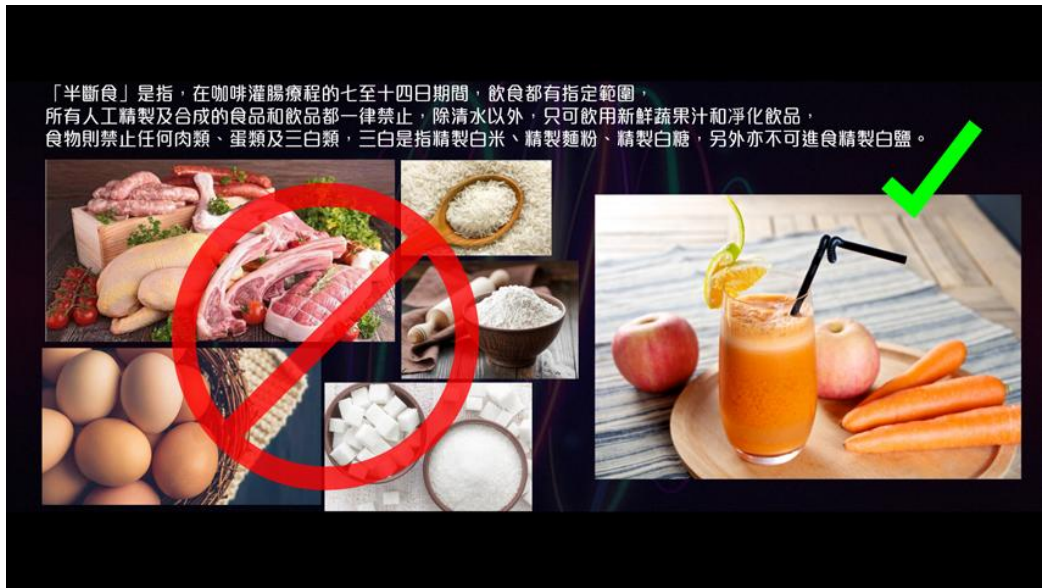 「半斷食」是指，在咖啡灌腸療程的七至十四日期間，飲食都有指定範圍，
所有人工精製及合成的食品和飲品都一律禁止，除清水以外，只可飲用新鮮蔬果汁和凈化飲品，
食物則禁止任何肉類、蛋類及三白類，三白是指精製白米、精製麵粉、精製白糖，另外亦不可進食精製白鹽。